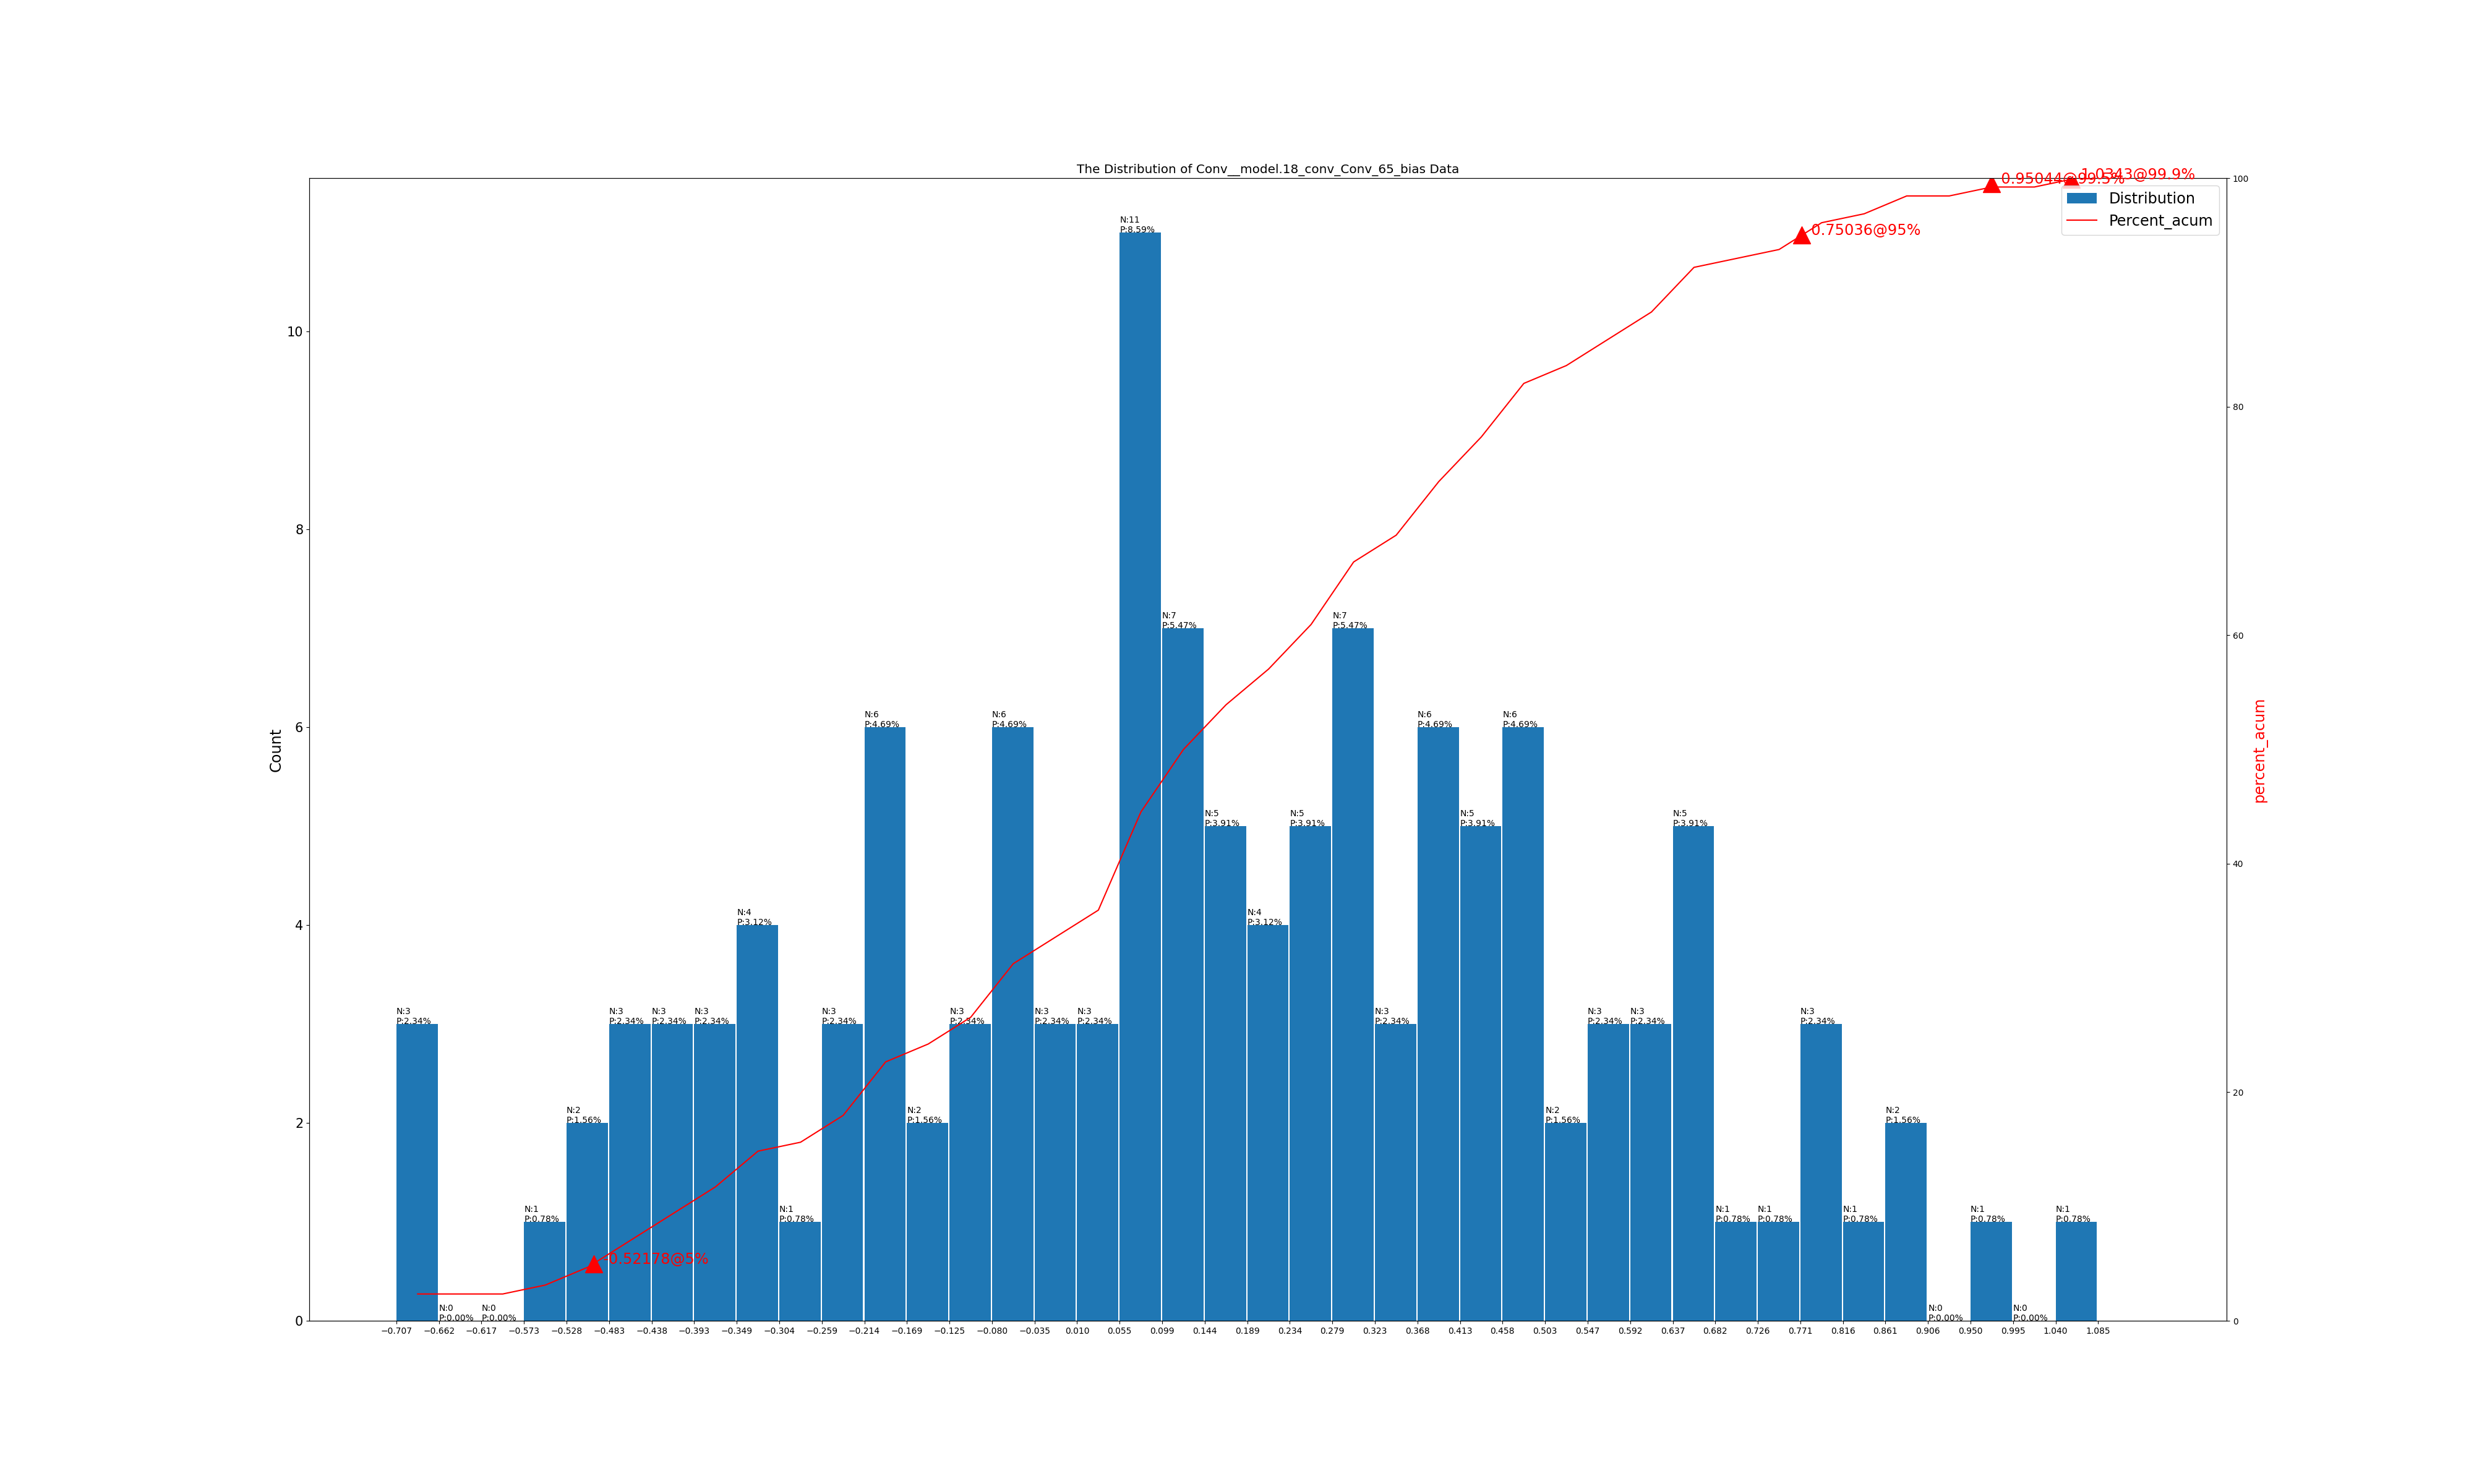 The Distribution of Conv__model.18_conv_Conv_65_bias Data
0.95044@99.5%
1.0343@99.9%
Distribution
Percent_acum
0.75036@95%
-0.52178@5%
Count
percent_acum
10
8
6
4
2
0
100
80
60
40
20
0
N:3
P:2.34%
N:0
P:0.00%
N:0
P:0.00%
N:1
P:0.78%
N:2
P:1.56%
N:3
P:2.34%
N:3
P:2.34%
N:3
P:2.34%
N:4
P:3.12%
N:1
P:0.78%
N:3
P:2.34%
N:6
P:4.69%
N:2
P:1.56%
N:3
P:2.34%
N:6
P:4.69%
N:3
P:2.34%
N:3
P:2.34%
N:11
P:8.59%
N:7
P:5.47%
N:5
P:3.91%
N:4
P:3.12%
N:5
P:3.91%
N:7
P:5.47%
N:3
P:2.34%
N:6
P:4.69%
N:5
P:3.91%
N:6
P:4.69%
N:2
P:1.56%
N:3
P:2.34%
N:3
P:2.34%
N:5
P:3.91%
N:1
P:0.78%
N:1
P:0.78%
N:3
P:2.34%
N:1
P:0.78%
N:2
P:1.56%
N:0
P:0.00%
N:1
P:0.78%
N:0
P:0.00%
N:1
P:0.78%
−0.707 −0.662 −0.617 −0.573 −0.528 −0.483 −0.438 −0.393 −0.349 −0.304 −0.259 −0.214 −0.169 −0.125 −0.080 −0.035 0.010 0.055 0.099 0.144 0.189 0.234 0.279 0.323 0.368 0.413 0.458 0.503 0.547 0.592 0.637 0.682 0.726 0.771 0.816 0.861 0.906 0.950 0.995 1.040 1.085